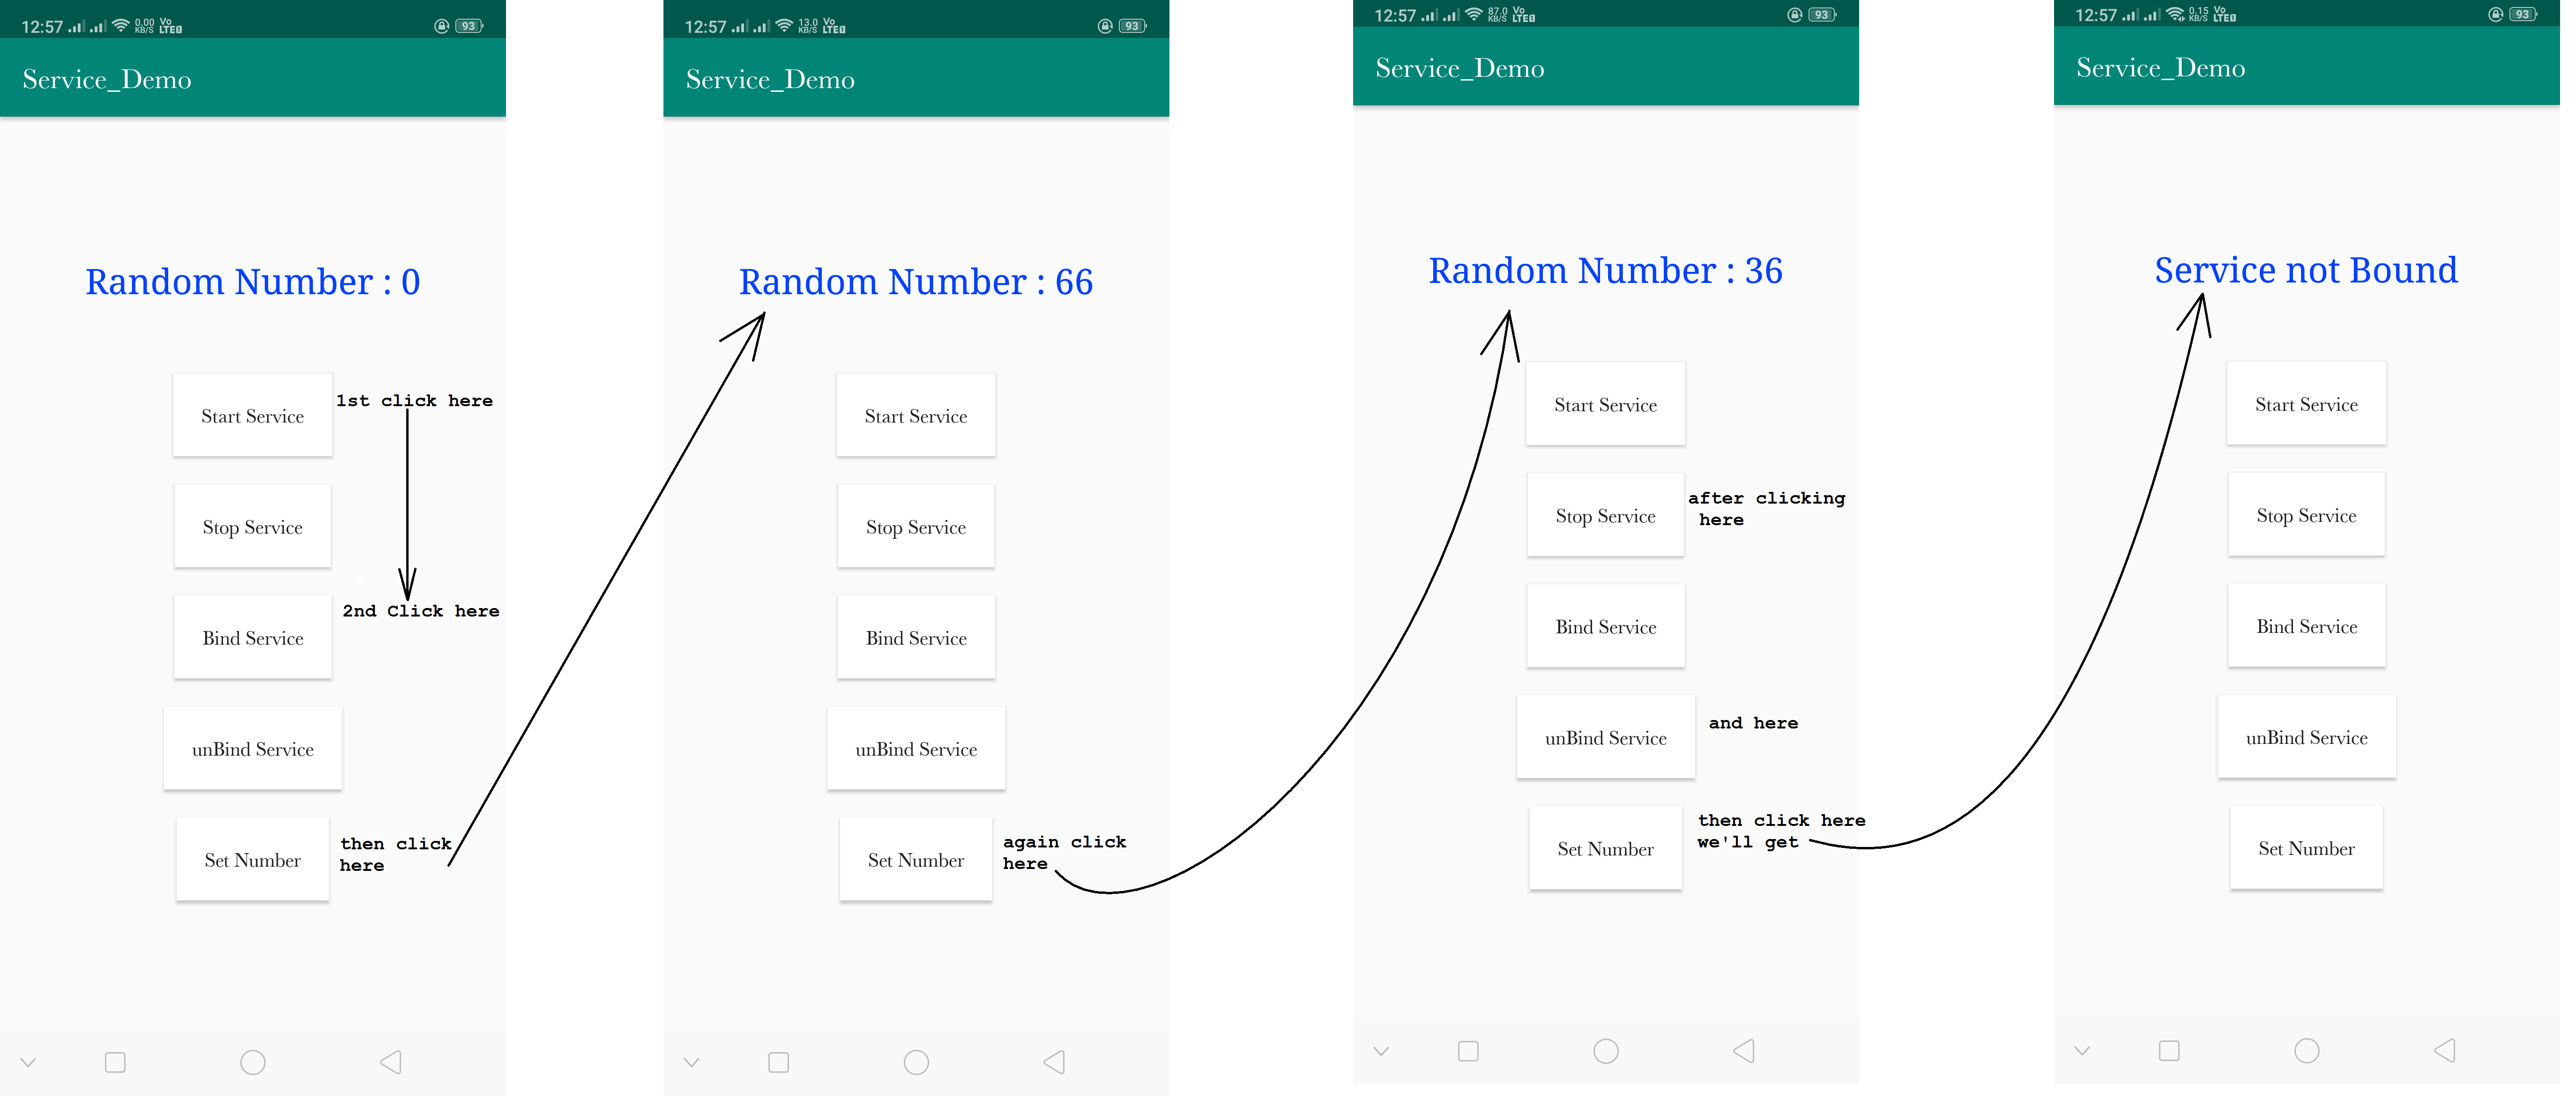 12:57 0.00 KB/S Vo LTE1 93
Service_Demo
Random Number : 0
Start Service
1st click here
Stop Service
2nd Click here
Bind Service
unBind Service
then click
here
Set Number
12:57 13.0 KB/S Vo LTE1 93
Service_Demo
Random Number : 66
Start Service
Stop Service
Bind Service
unBind Service
again click
here
Set Number
12:57 87.0 KB/S Vo LTE1 93
Service_Demo
Random Number : 36
Start Service
after clicking
here
Stop Service
Bind Service
and here
unBind Service
then click here
we'll get
Set Number
12:57 0.15 KB/S Vo LTE1 93
Service_Demo
Service not Bound
Start Service
Stop Service
Bind Service
unBind Service
Set Number